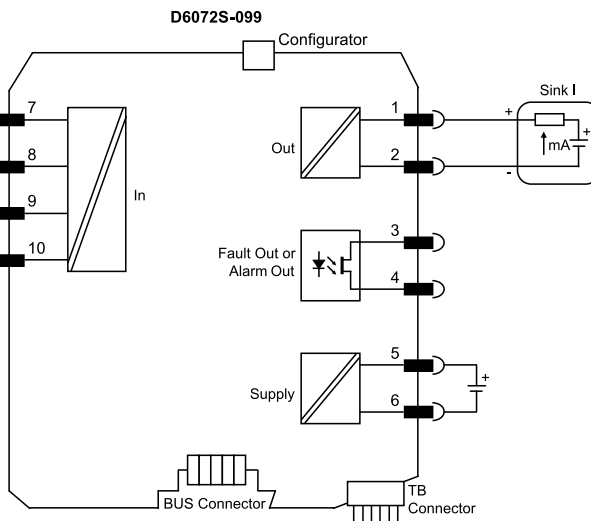 D6072S-099
Configurator
7
8
9
10
In
Out
1
2
Sink I
+
-
mA
+
Fault Out or
Alarm Out
3
4
Supply
5
6
+
BUS Connector
TB
Connector